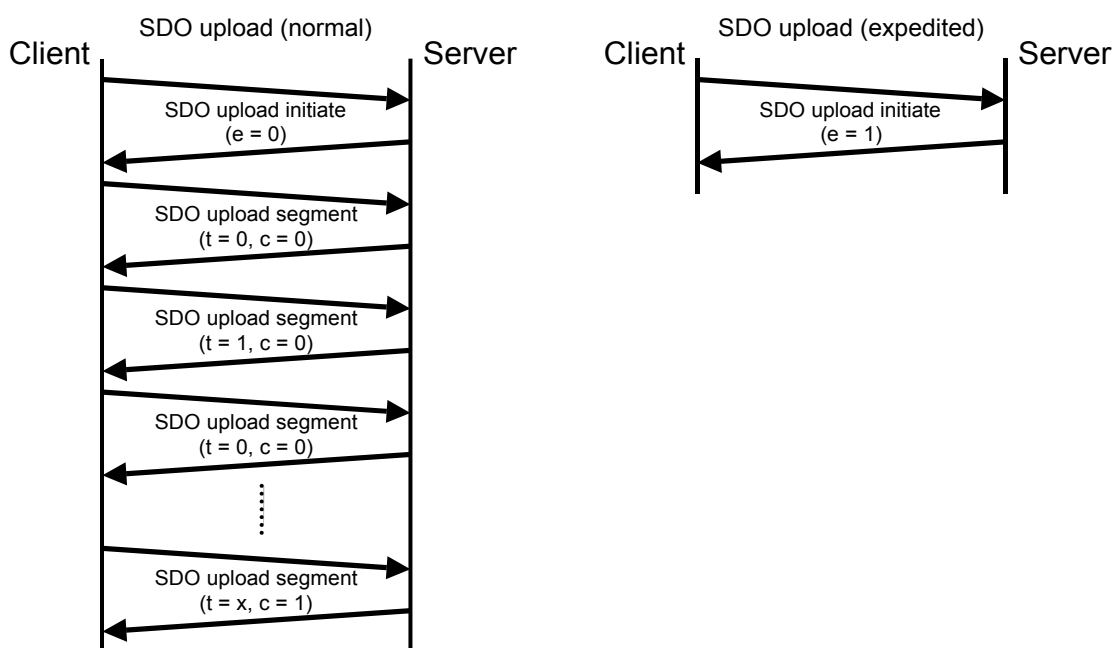 SDO upload (normal)
Client
Server
SDO upload initiate
(e = 0)
SDO upload segment
(t = 0, c = 0)
SDO upload segment
(t = 1, c = 0)
SDO upload segment
(t = 0, c = 0)
SDO upload segment
(t = x, c = 1)
SDO upload (expedited)
Client
Server
SDO upload initiate
(e = 1)